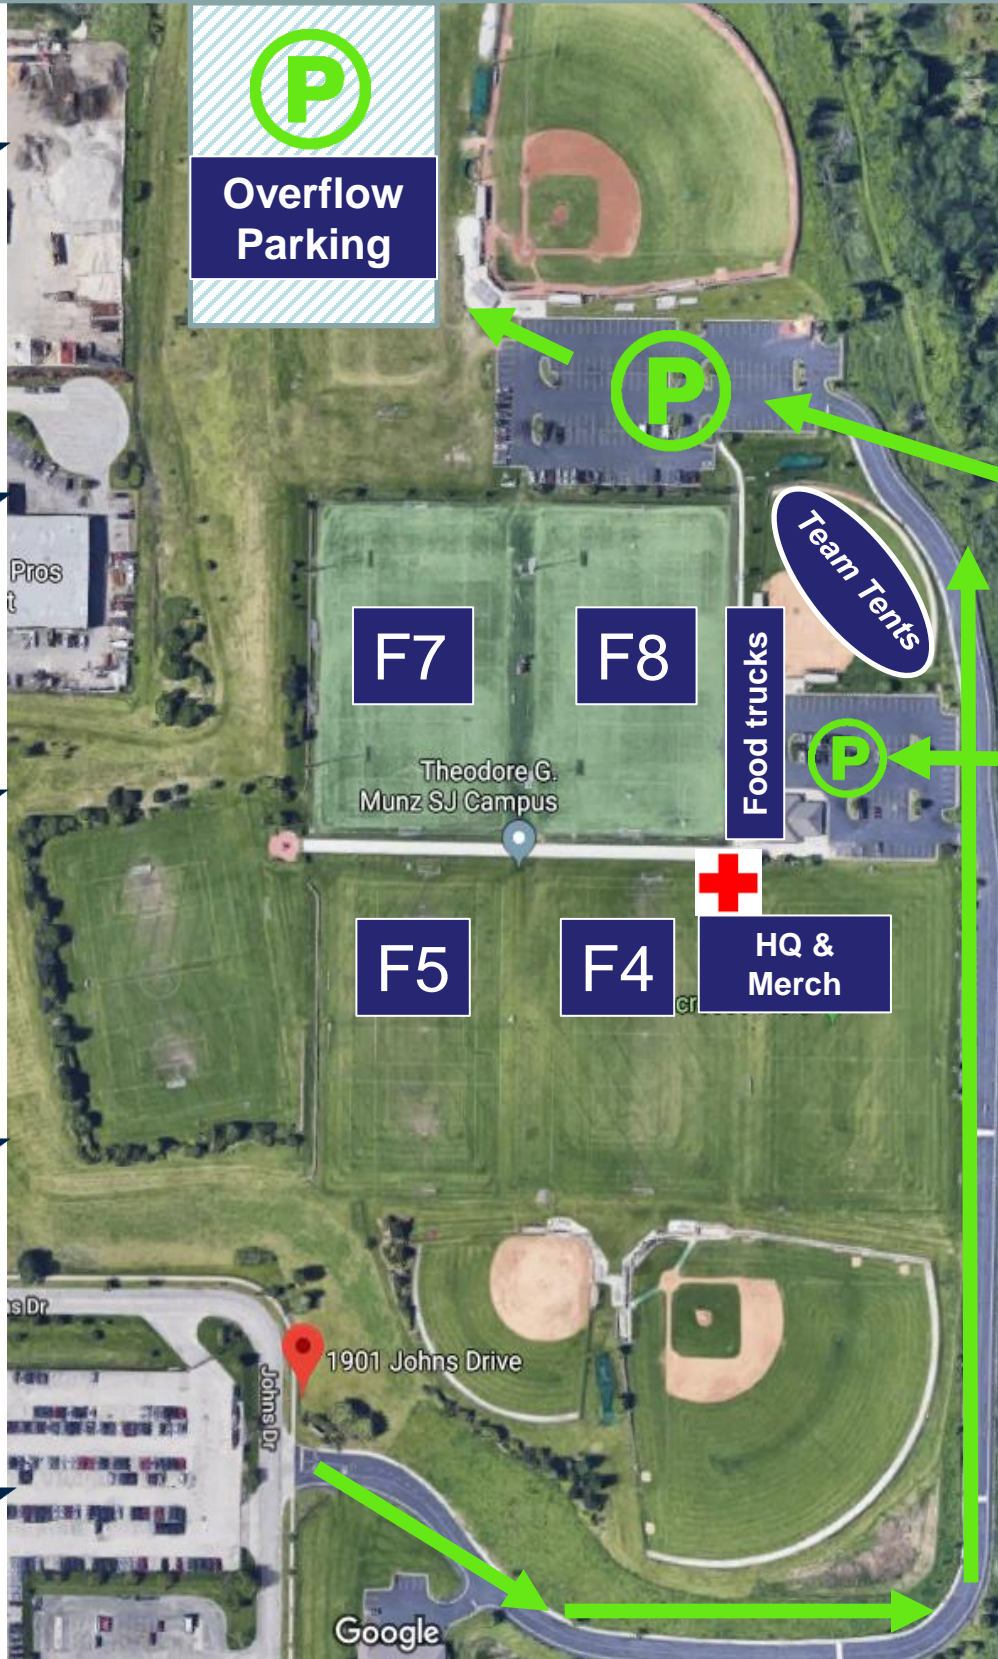 P
Overflow
Parking
P
Pros
t
Team Tents
F7
F8
Food trucks
P
Theodore G.
Munz SJ Campus
F5
F4
HQ &
Merch
s Dr
1901 Johns Drive
Johns Dr
Google